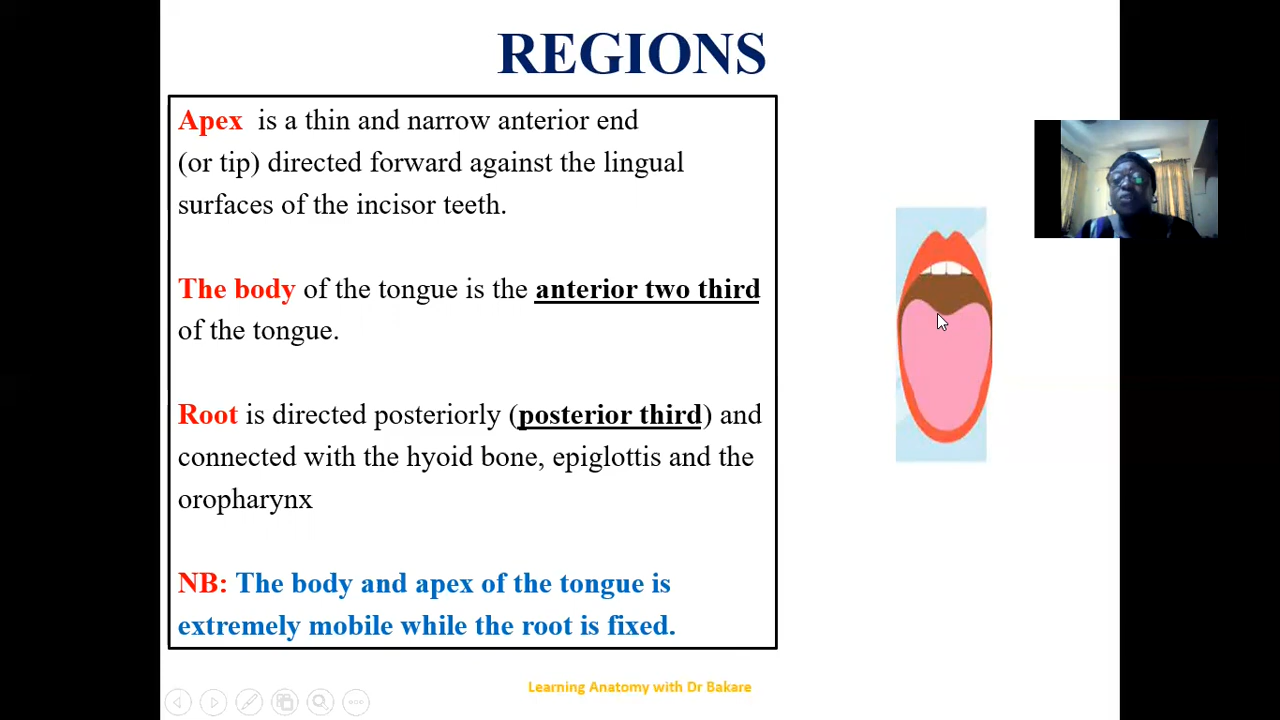 REGIONS
Apex is a thin and narrow anterior end
(or tip) directed forward against the lingual
surfaces of the incisor teeth.
The body of the tongue is the anterior two third
of the tongue.
Root is directed posteriorly (posterior third) and
connected with the hyoid bone, epiglottis and the
oropharynx
NB: The body and apex of the tongue is
extremely mobile while the root is fixed.
Learning Anatomy with Dr Bakare